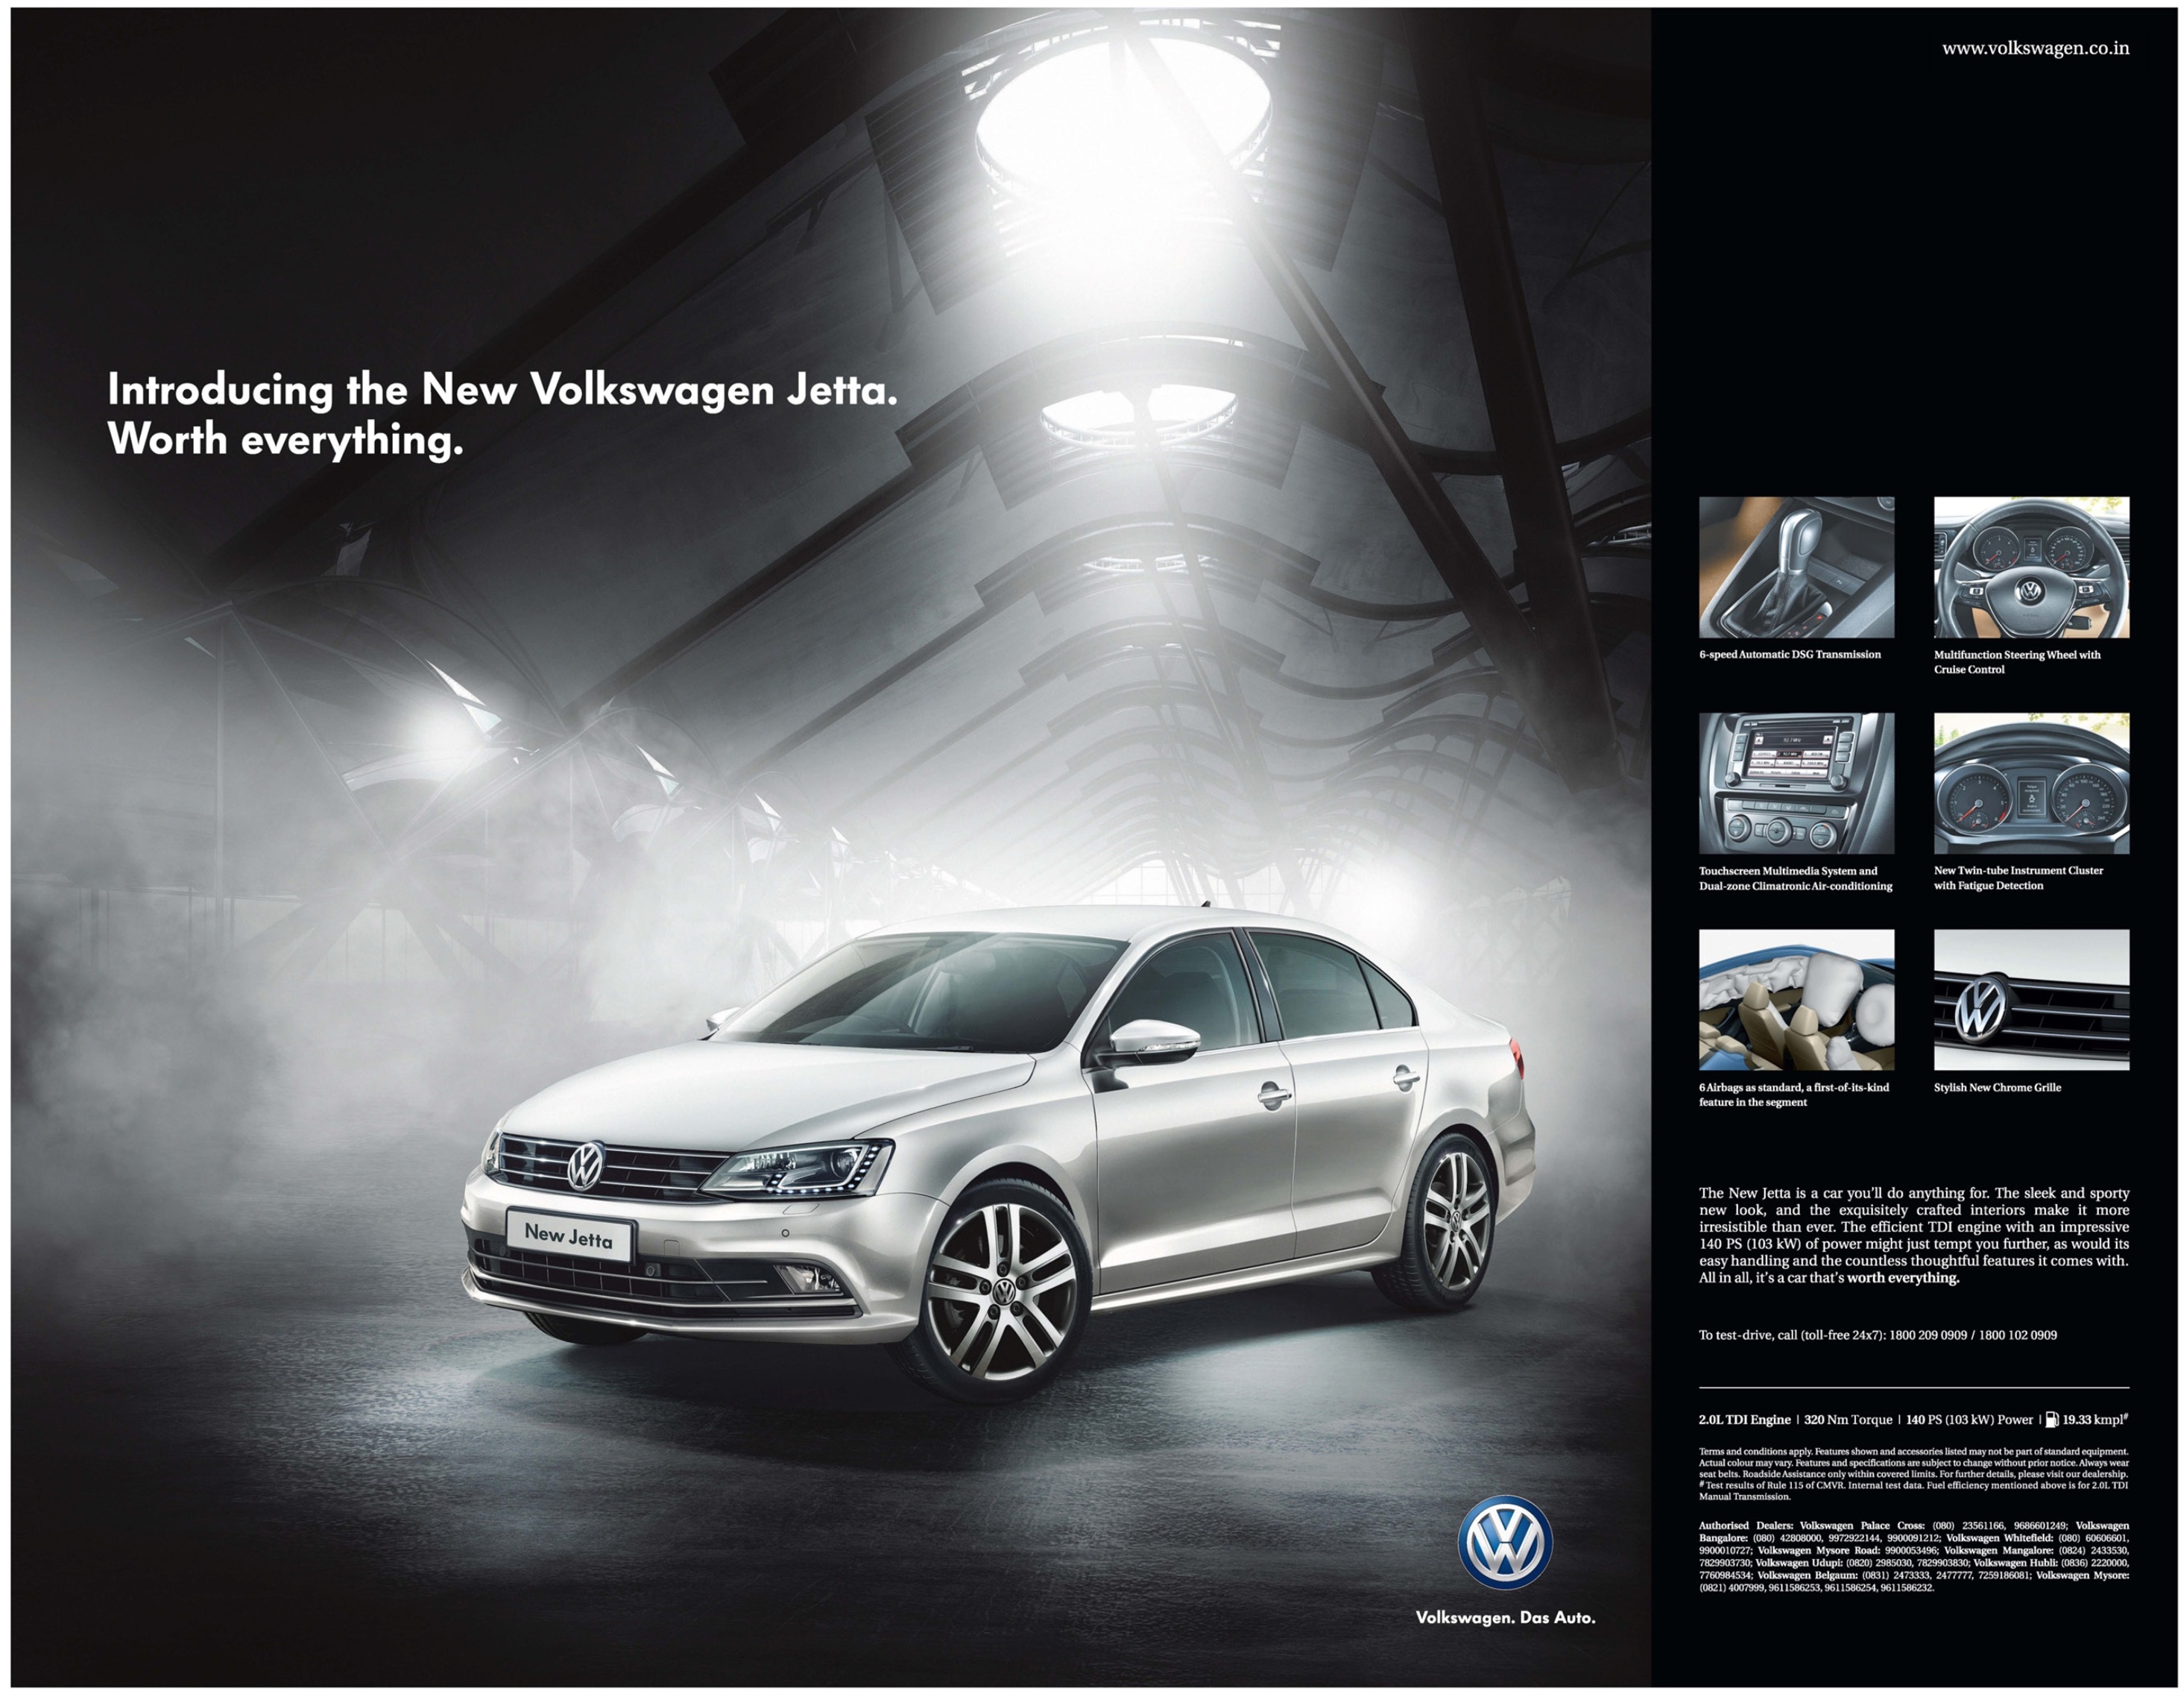 www.volkswagen.co.in
Introducing the New Volkswagen Jetta.
Worth everything.
6-speed Automatic DSG Transmission
Multifunction Steering Wheel with
Cruise Control
Touchscreen Multimedia System and
Dual-zone Climatronic Air-conditioning
New Twin-tube Instrument Cluster
with Fatigue Detection
6 Airbags as standard, a first-of-its-kind
feature in the segment
Stylish New Chrome Grille
New Jetta
The New Jetta is a car you'll do anything for. The sleek and sporty
new look, and the exquisitely crafted interiors make it more
irresistible than ever. The efficient TDI engine with an impressive
140 PS (103 kW) of power might just tempt you further, as would its
easy handling and the countless thoughtful features it comes with.
All in all, it's a car that's worth everything.
To test-drive, call (toll-free 24x7): 1800 209 0909 / 1800 102 0909
2.0L TDI Engine | 320 Nm Torque | 140 PS (103 kW) Power | 19.33 kmpl#
Terms and conditions apply. Features shown and accessories listed may not be part of standard equipment.
Actual colour may vary. Features and specifications are subject to change without prior notice. Always wear
seat belts. Roadside Assistance only within covered limits. For further details, please visit our dealership.
#Test results of Rule 115 of CMVR. Internal test data. Fuel efficiency mentioned above is for 2.0L TDI
Manual Transmission.
Authorised Dealers: Volkswagen Palace Cross: (080) 23561166, 9686601249; Volkswagen
Bangalore: (080) 42808000, 9972922144, 9900091212; Volkswagen Whitefield: (080) 60606601,
9900010727; Volkswagen Mysore Road: 9900053496; Volkswagen Mangalore: (0824) 2433530,
7829903730; Volkswagen Udupi: (0820) 2985030, 7829903830; Volkswagen Hubli: (0836) 2220000,
7760984534; Volkswagen Belgaum: (0831) 2473333, 2477777, 7259186081; Volkswagen Mysore:
(0821) 4007999, 9611586253, 9611586254, 9611586232.
Volkswagen. Das Auto.